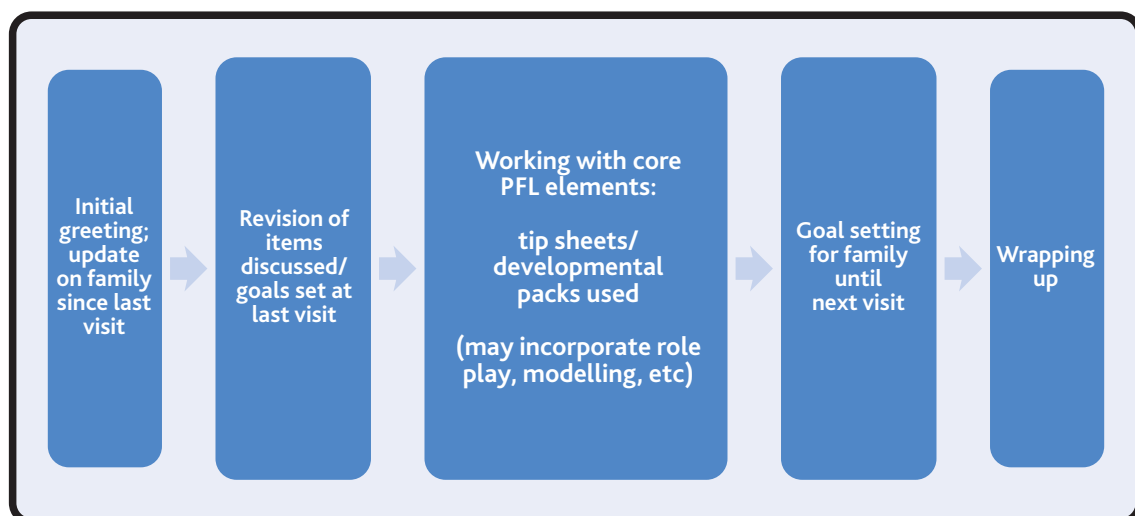 Initial
greeting;
update
on family
since last
visit
Revision of
items
discussed/
goals set at
last visit
Working with core
PFL elements:
tip sheets/
developmental
packs used
(may incorporate role
play, modelling, etc)
Goal setting
for family
until
next visit
Wrapping
up